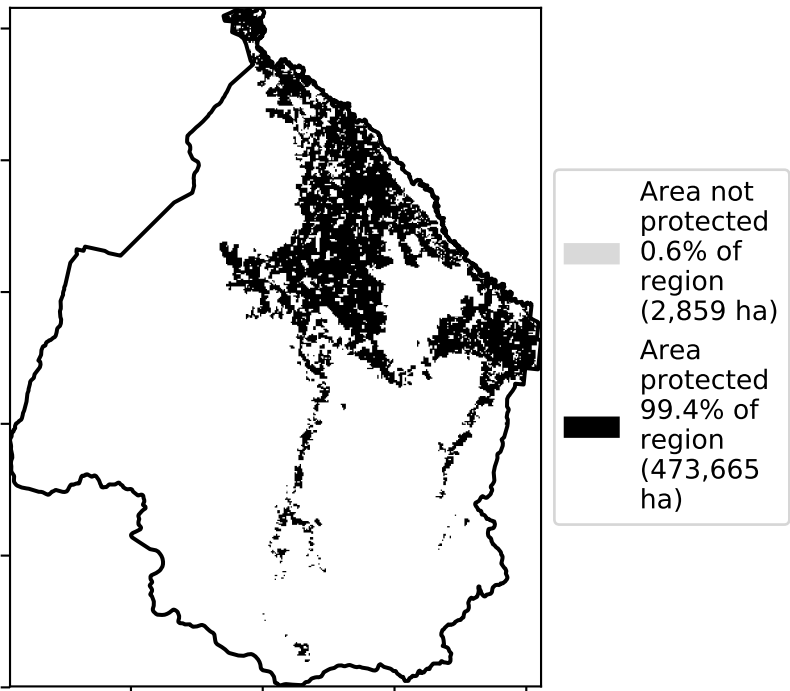 Area not
protected
0.6% of
region
(2,859 ha)
Area
protected
99.4% of
region
(473,665
ha)